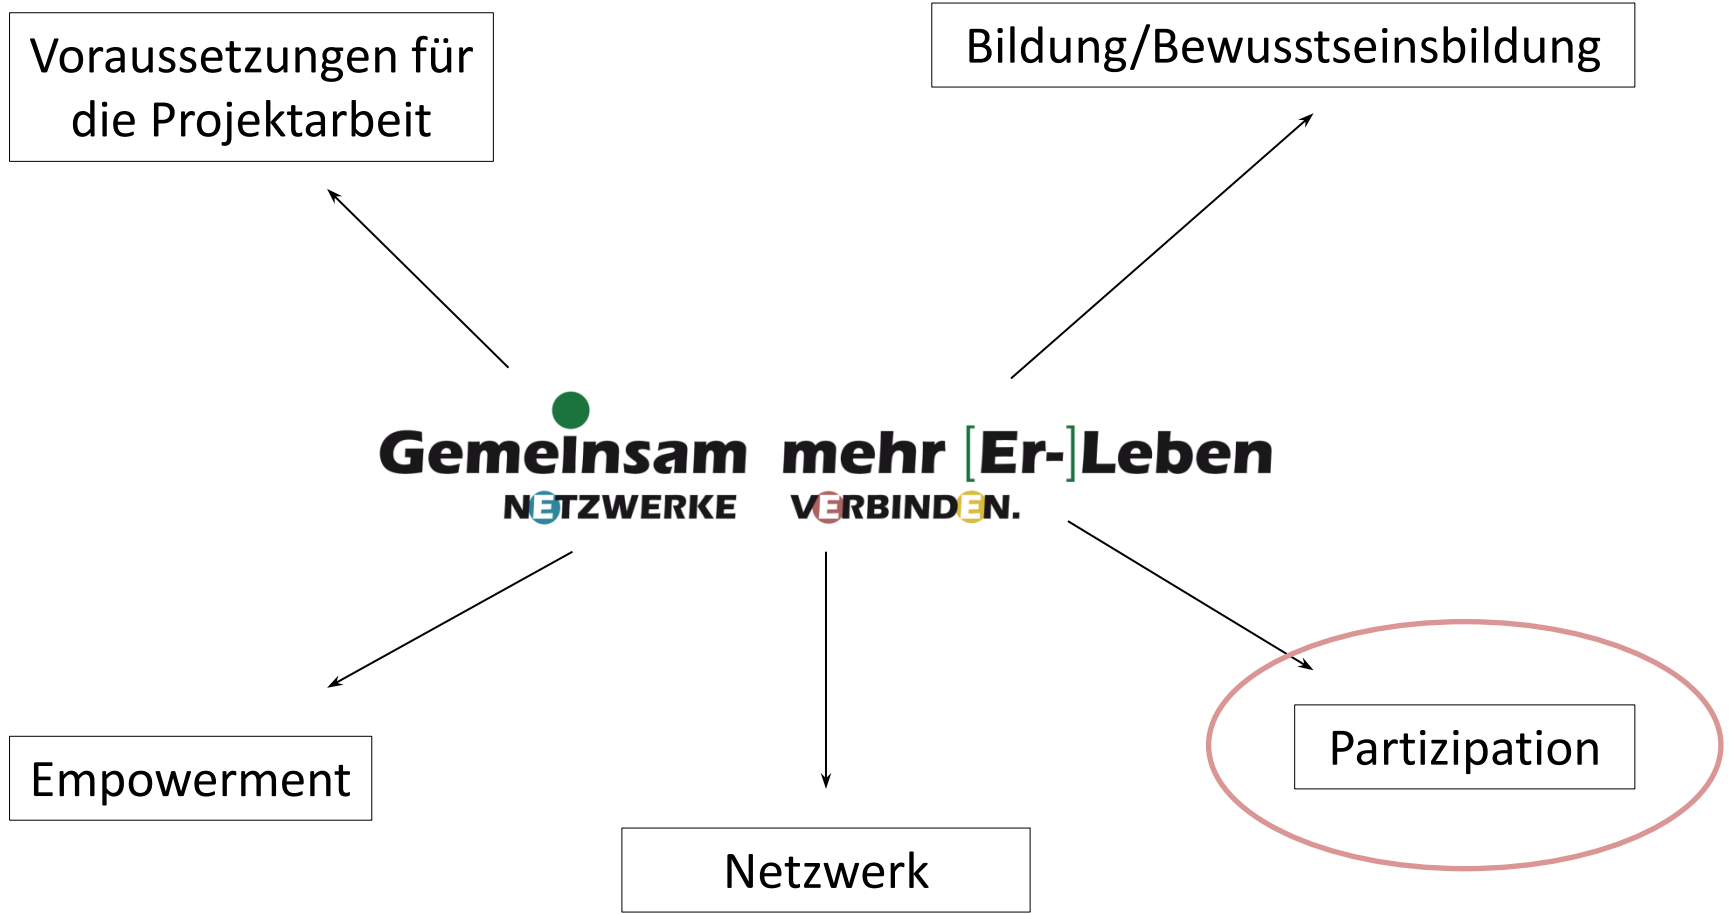 Voraussetzungen für
die Projektarbeit
Bildung/Bewusstseinsbildung
Gemeinsam mehr [Er-]Leben
NETZWERKE VERBINDEN.
Empowerment
Netzwerk
Partizipation